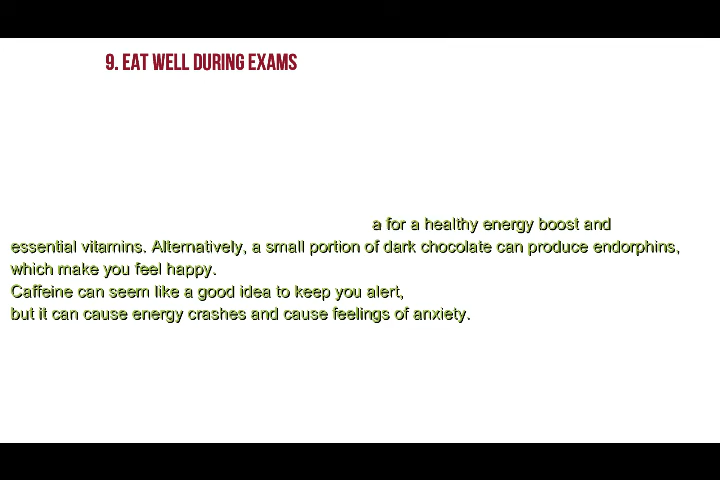 9. EAT WELL DURING EXAMS
a for a healthy energy boost and
essential vitamins. Alternatively, a small portion of dark chocolate can produce endorphins,
which make you feel happy.
Caffeine can seem like a good idea to keep you alert,
but it can cause energy crashes and cause feelings of anxiety.